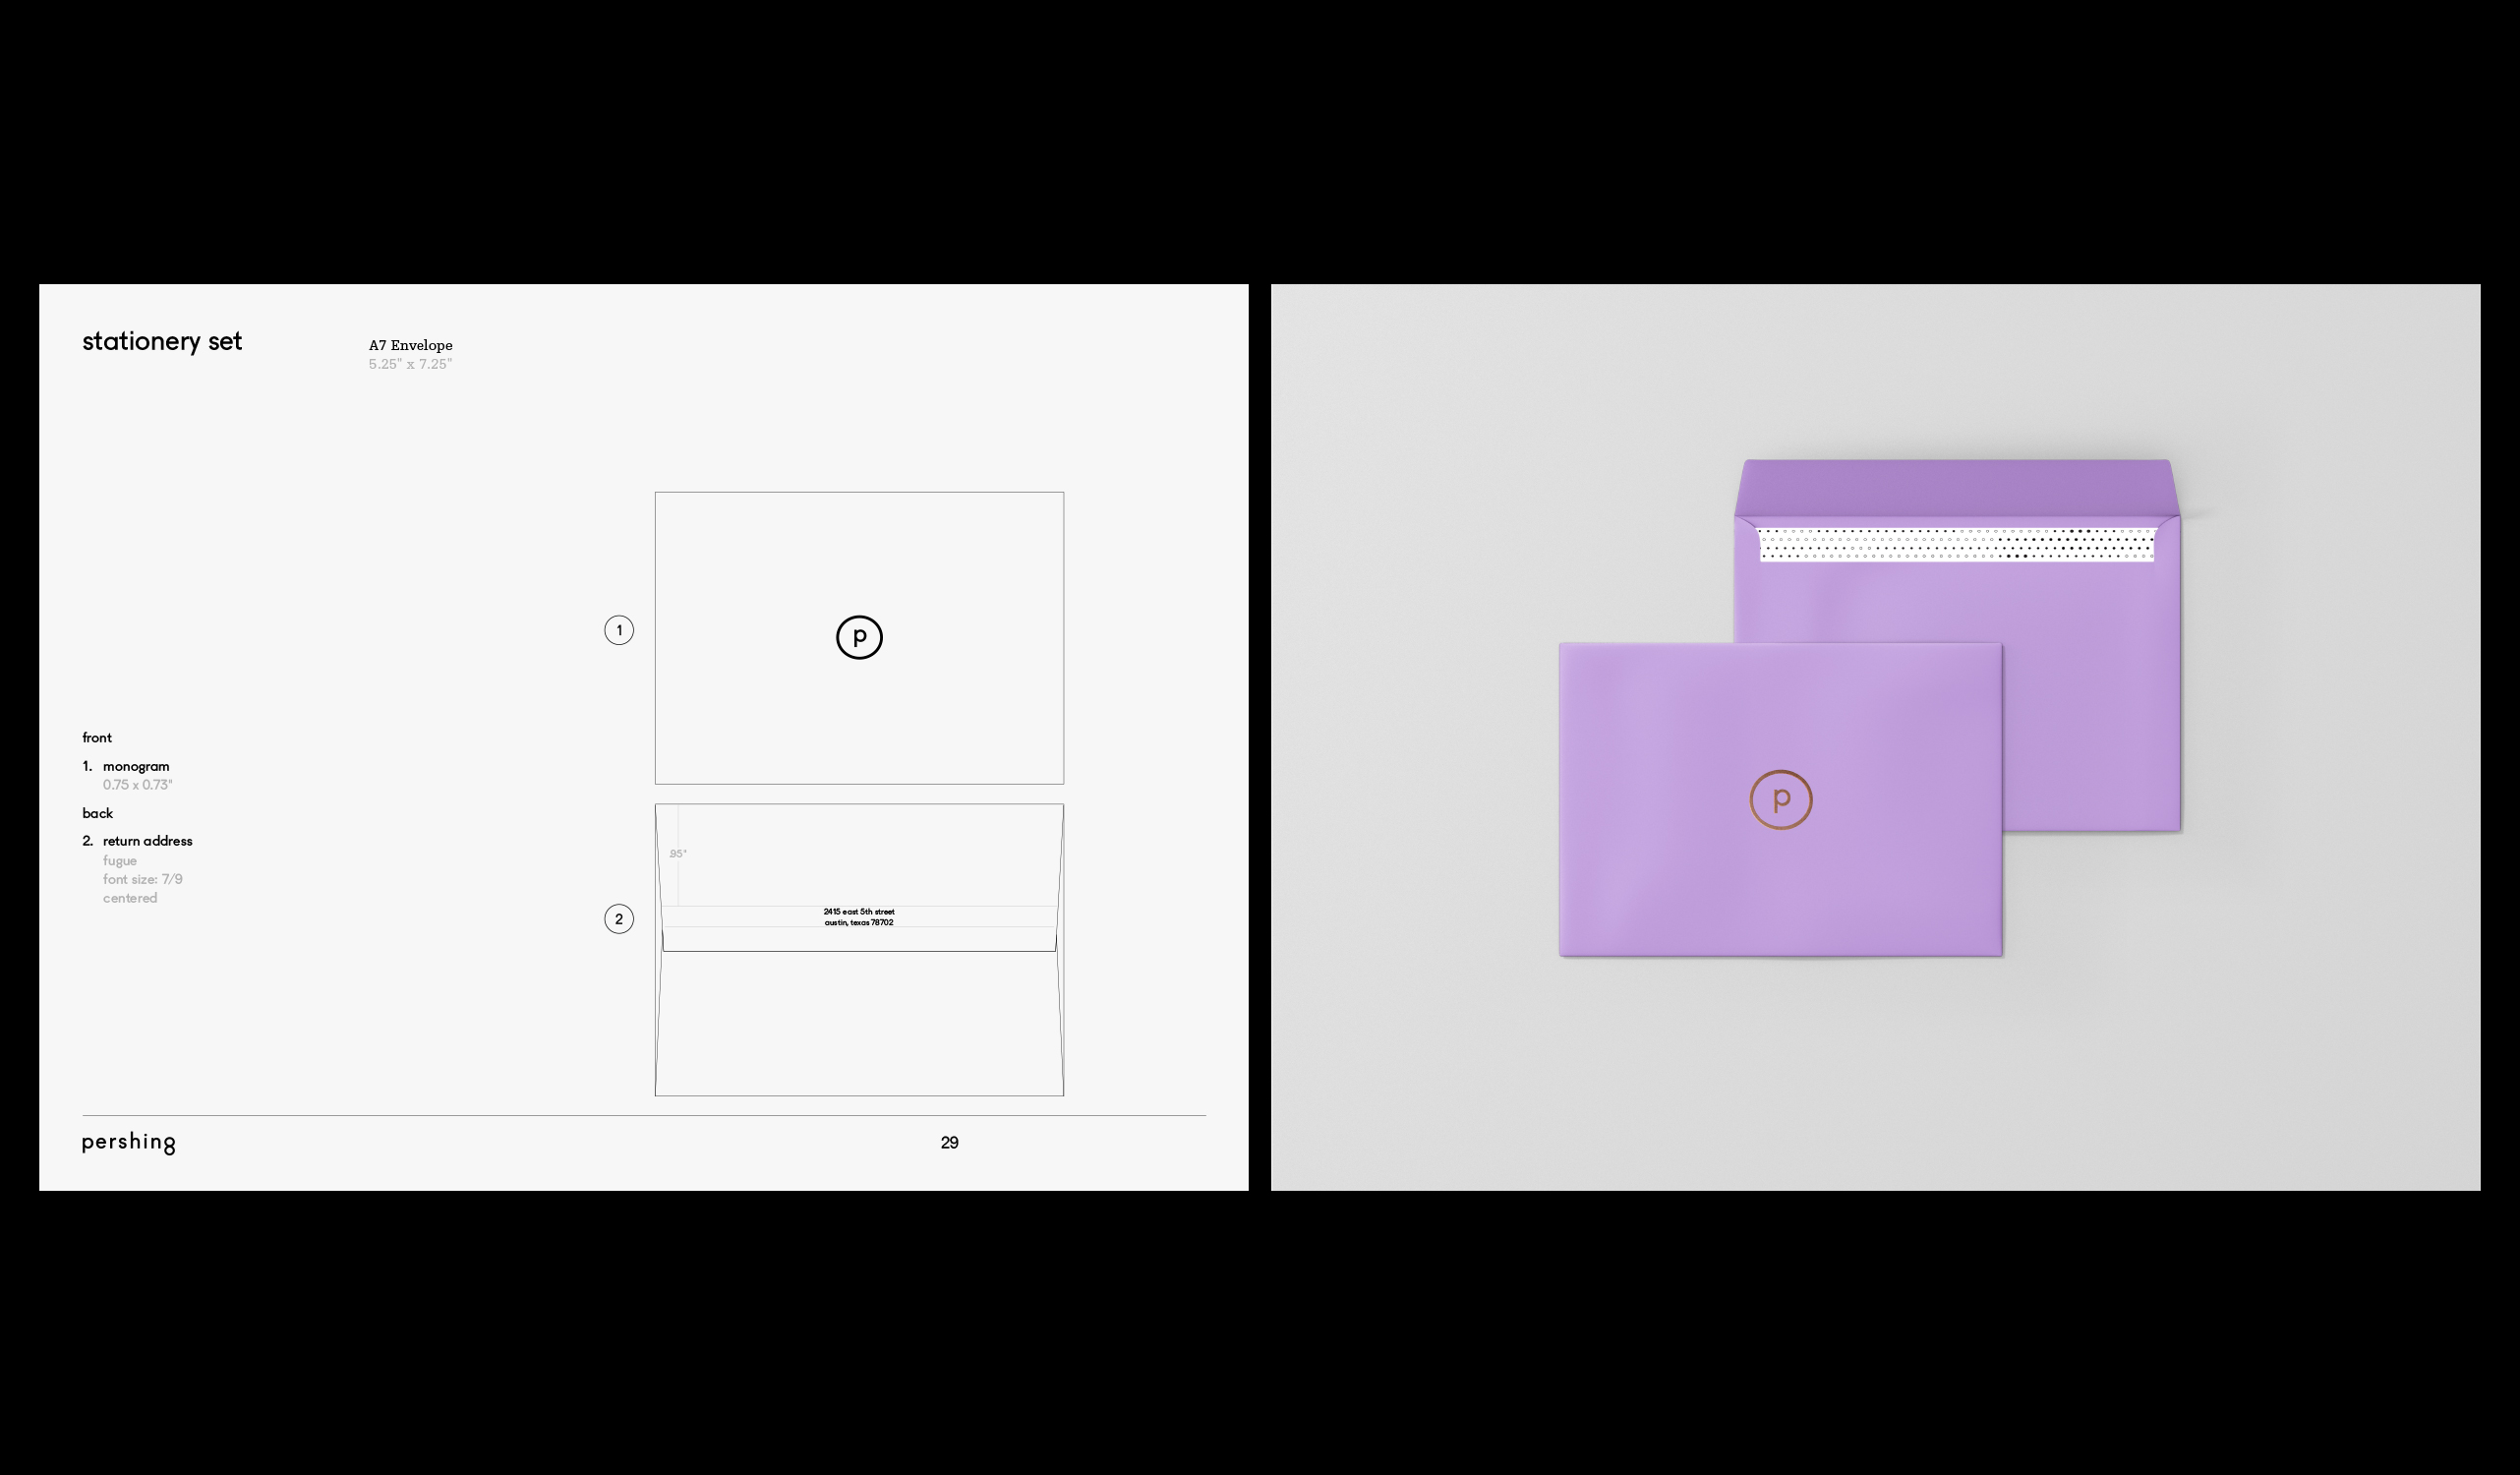 stationery set
A7 Envelope
5.25" x 7.25"
1
p
front
1. monogram
0.75 x 0.73"
back
2. return address
fugue
font size: 7/9
centered
.95"
2
2415 east 5th street
austin, texas 78702
pershing
29
p